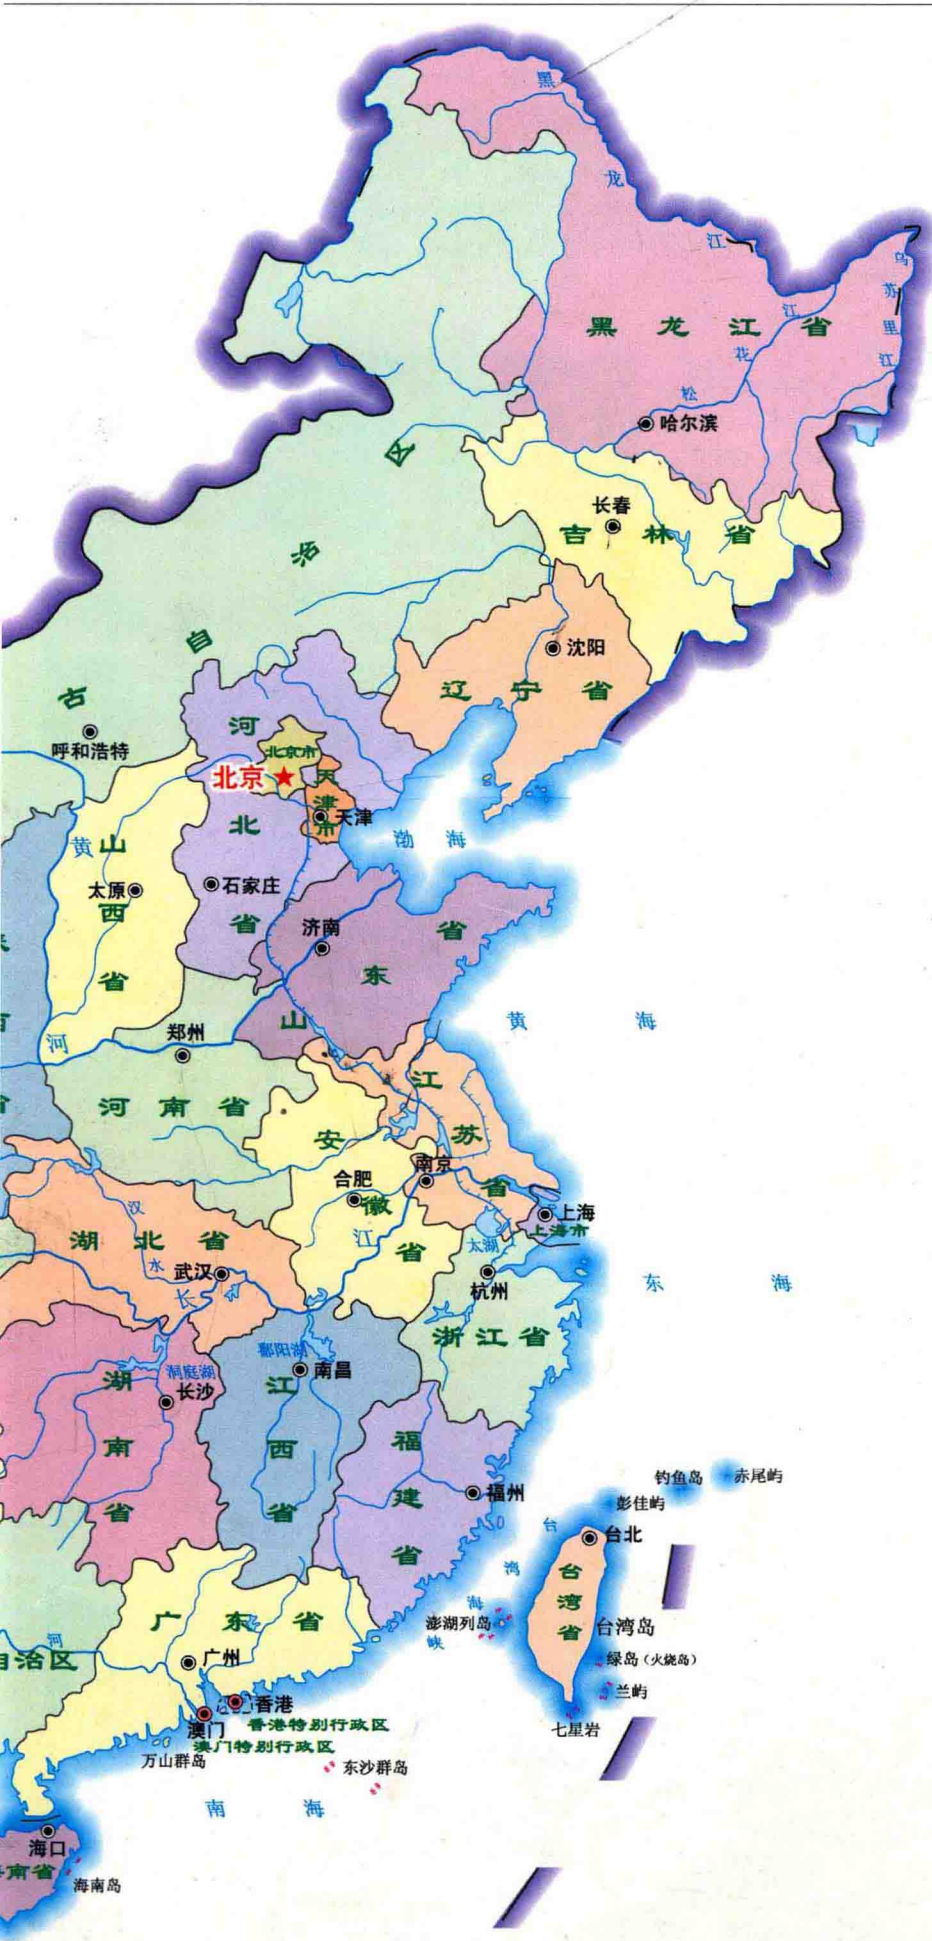 黑
龙
江
乌
苏
里
江
黑龙江省
江
花
松
哈尔滨
区
治
自
古
长春
吉林省
沈阳
辽宁省
呼和浩特
河
北
省
北京市
北京
天
津
市
天津
渤海
黄
山
西
省
太原
石家庄
济南
省
东
山
黄海
河
郑州
河南省
江
苏
省
安
徽
省
南京
合肥
江
上海
上海市
太湖
杭州
汉
水
湖北省
武汉
长
东海
浙江省
鄱阳湖
南昌
洞庭湖
长沙
湖
南
省
江
西
省
福
建
省
福州
钓鱼岛
赤尾屿
彭佳屿
台北
台
湾
海
峡
台
湾
省
澎湖列岛
台湾岛
绿岛（火烧岛）
兰屿
七星岩
广东省
河
自治区
广州
香港
香港特别行政区
澳门
澳门特别行政区
万山群岛
东沙群岛
南海
海口
南省
海南岛